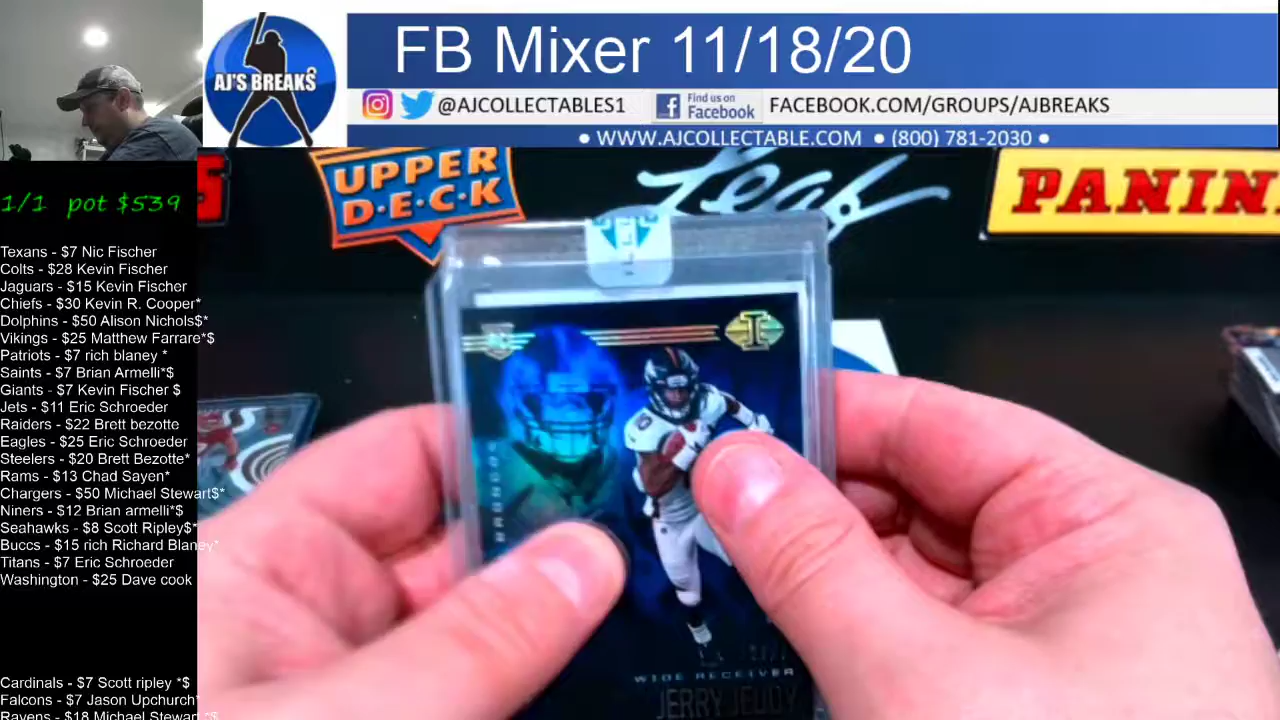 FB Mixer 11/18/20
AJ'S BREAKS
@AJCOLLECTABLES1
Find us on
Facebook
FACEBOOK.COM/GROUPS/AJBREAKS
● WWW.AJCOLLECTABLE.COM ● (800) 781-2030 ●
UPPER
D·E·C·K
Leaf
PANINI
1/1 pot $539
Texans - $7 Nic Fischer
Colts - $28 Kevin Fischer
Jaguars - $15 Kevin Fischer
Chiefs - $30 Kevin R. Cooper*
Dolphins - $50 Alison Nichols$*
Vikings - $25 Matthew Farrare*$
Patriots - $7 rich blaney *
Saints - $7 Brian Armelli*$
Giants - $7 Kevin Fischer $
Jets - $11 Eric Schroeder
Raiders - $22 Brett bezotte
Eagles - $25 Eric Schroeder
Steelers - $20 Brett Bezotte*
Rams - $13 Chad Sayen*
Chargers - $50 Michael Stewart$*
Niners - $12 Brian armelli*$
Seahawks - $8 Scott Ripley$*
Buccs - $15 rich Richard Blaney*
Titans - $7 Eric Schroeder
Washington - $25 Dave cook
Cardinals - $7 Scott ripley *$
Falcons - $7 Jason Upchurch*
Ravens - $18 Michael Stewart *$
I
BRONCOS
WIDE RECEIVER
JERRY JEUDY